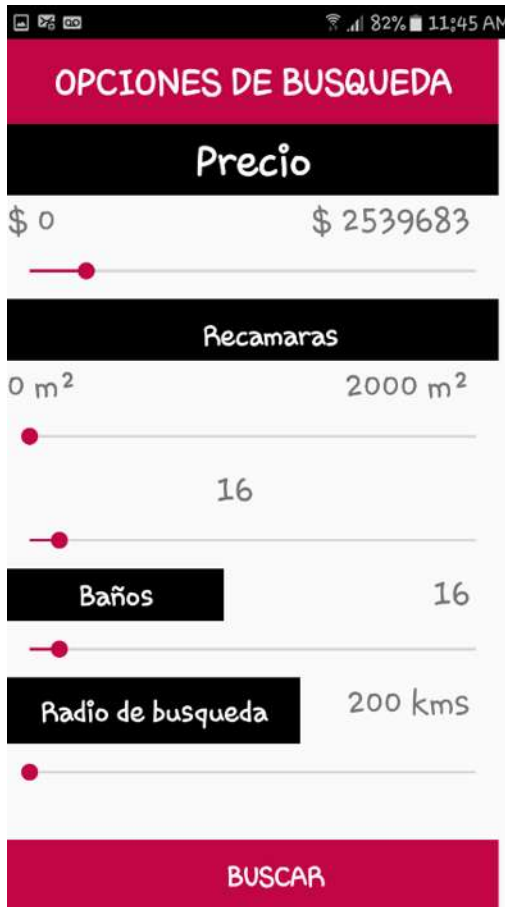 82% 11:45 AM
OPCIONES DE BUSQUEDA
Precio
$ 0 $ 2539683
Recamaras
0 m² 2000 m²
16
Baños 16
Radio de busqueda 200 kms
BUSCAR